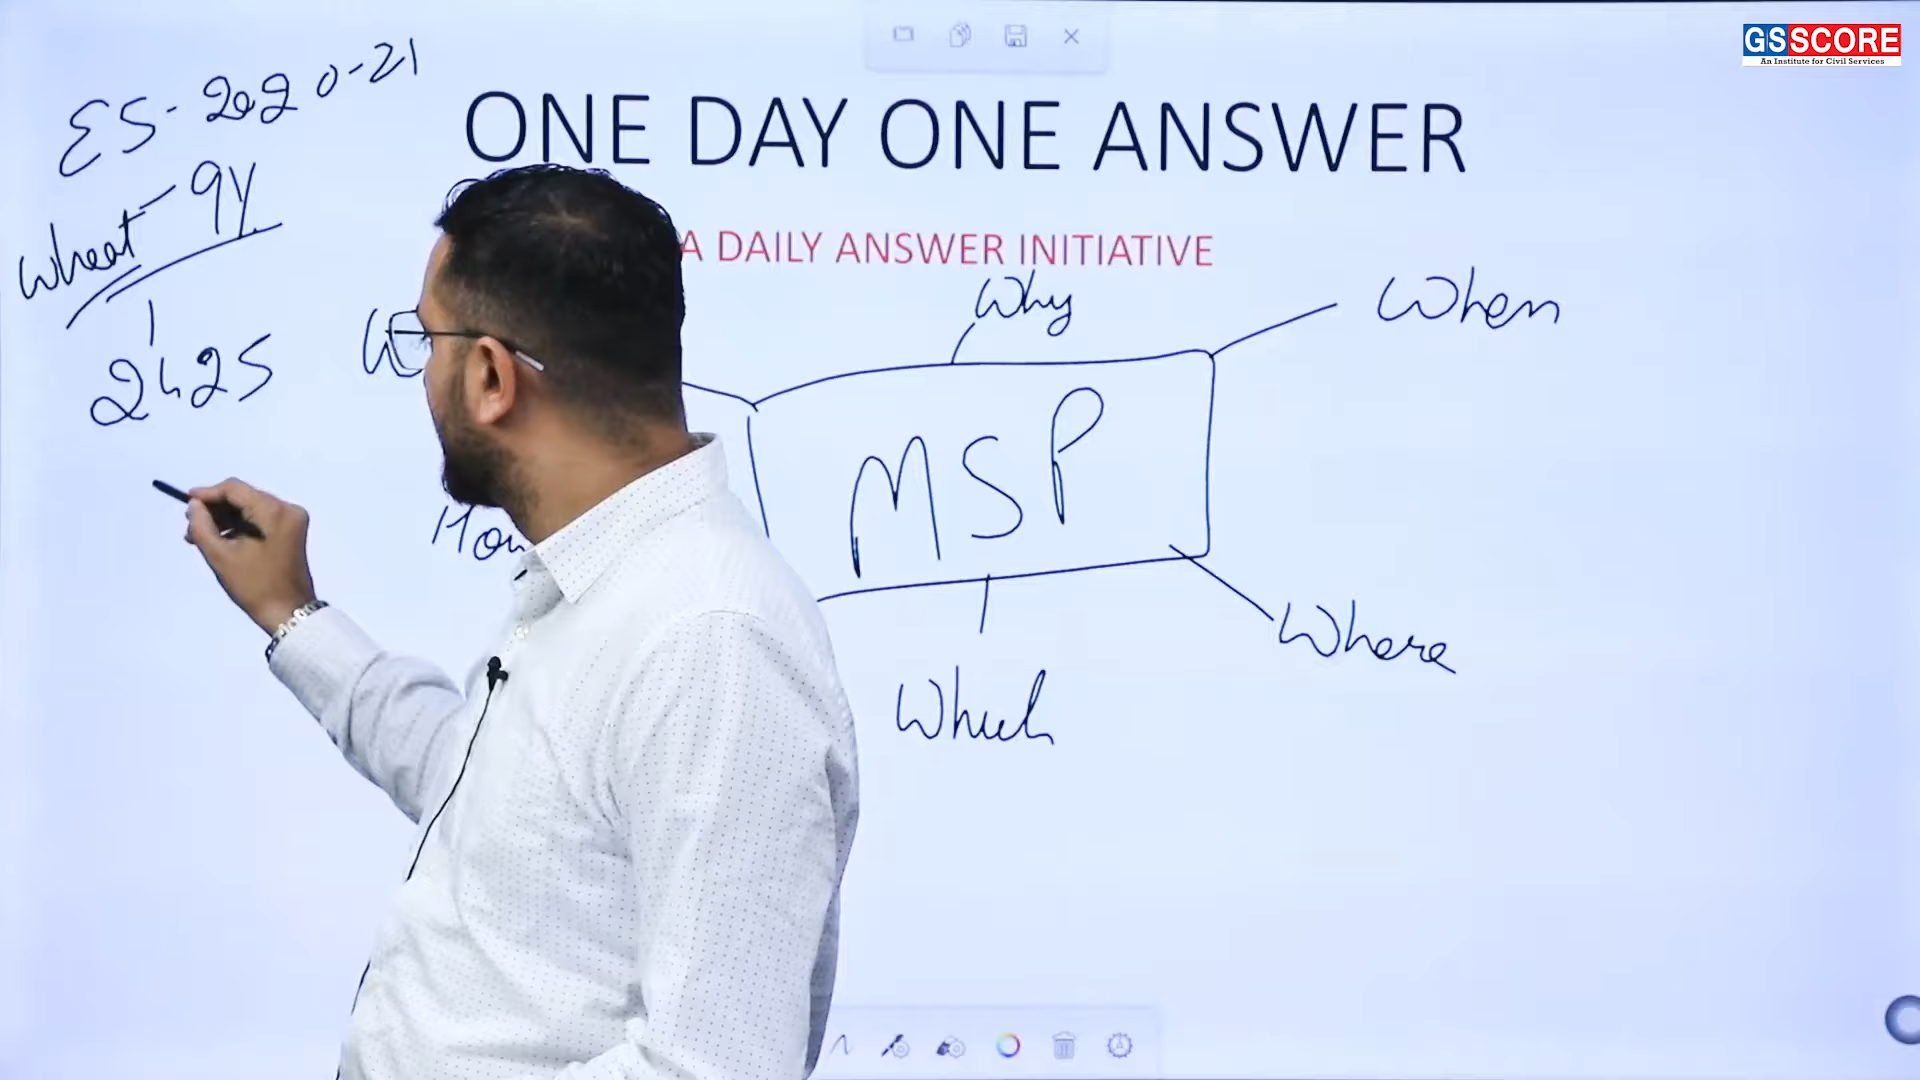 GSSCORE
An Institute for Civil Services
ES-2020-21
ONE DAY ONE ANSWER
Wheat - 9%
A DAILY ANSWER INITIATIVE
Why
When
2425
MSP
Where
Which